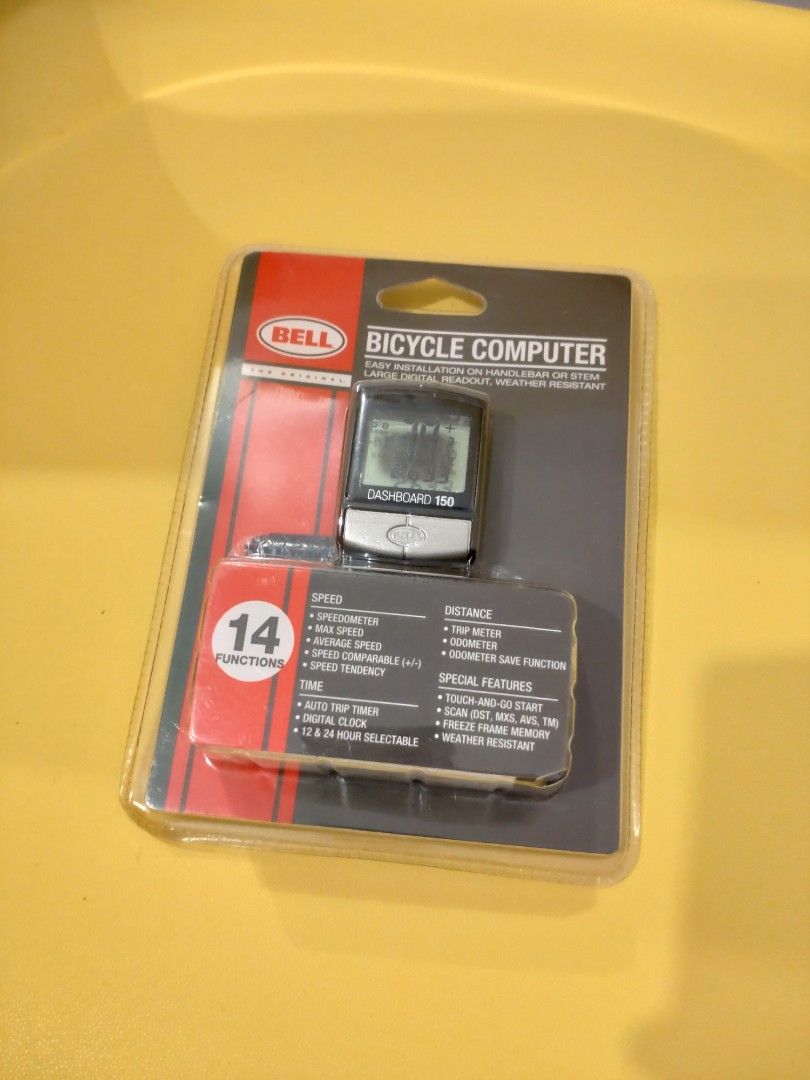 BELL
THE ORIGINAL.
BICYCLE COMPUTER
EASY INSTALLATION ON HANDLEBAR OR STEM
LARGE DIGITAL READOUT, WEATHER RESISTANT
DASHBOARD 150
BELL
14
FUNCTIONS
SPEED
• SPEEDOMETER
• MAX SPEED
• AVERAGE SPEED
• SPEED COMPARABLE (+/-)
• SPEED TENDENCY
TIME
• AUTO TRIP TIMER
• DIGITAL CLOCK
• 12 & 24 HOUR SELECTABLE
DISTANCE
• TRIP METER
• ODOMETER
• ODOMETER SAVE FUNCTION
SPECIAL FEATURES
• TOUCH-AND-GO START
• SCAN (DST, MXS, AVS, TM)
• FREEZE FRAME MEMORY
• WEATHER RESISTANT